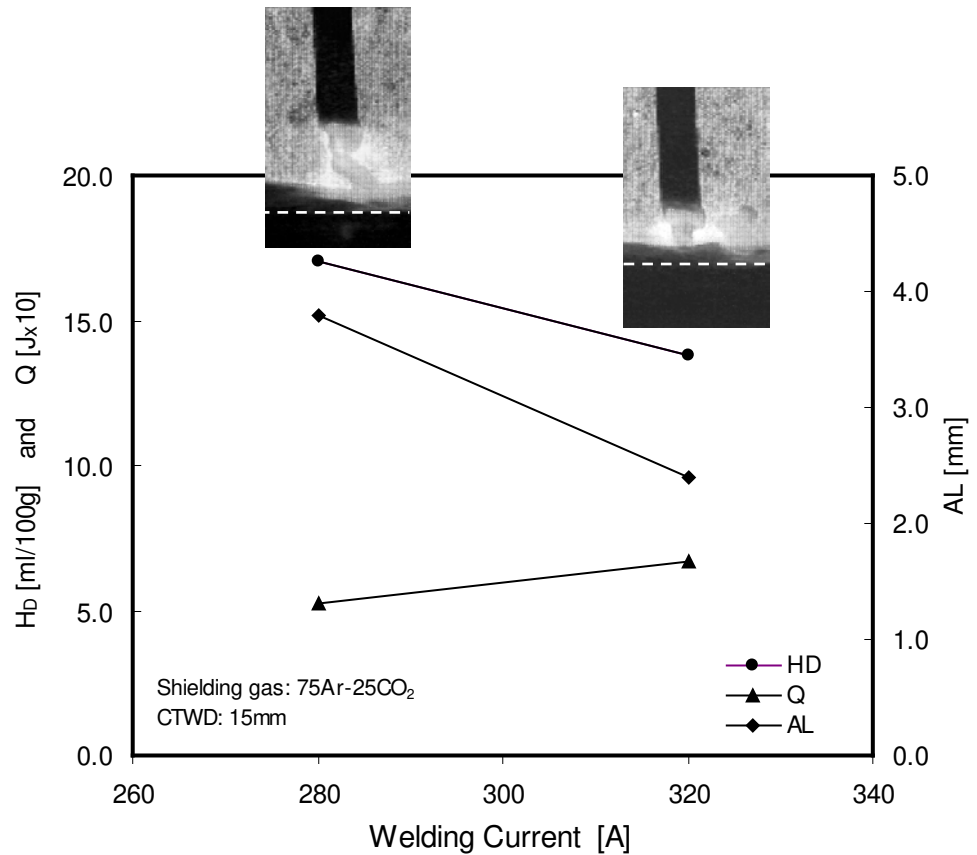 20.0
15.0
10.0
5.0
0.0
H_D [ml/100g] and Q [Jx10]
5.0
4.0
3.0
2.0
1.0
0.0
AL [mm]
HD
Q
AL
Shielding gas: 75Ar-25CO₂
CTWD: 15mm
260 280 300 320 340
Welding Current [A]